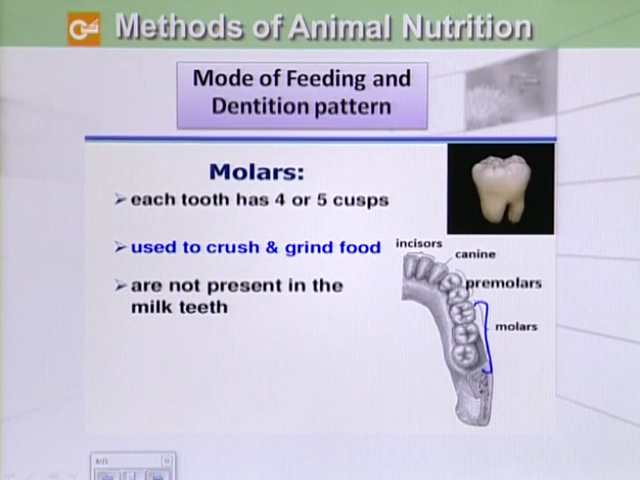 Methods of Animal Nutrition
Mode of Feeding and
Dentition pattern
Molars:
each tooth has 4 or 5 cusps
used to crush & grind food
are not present in the
milk teeth
incisors
canine
premolars
molars